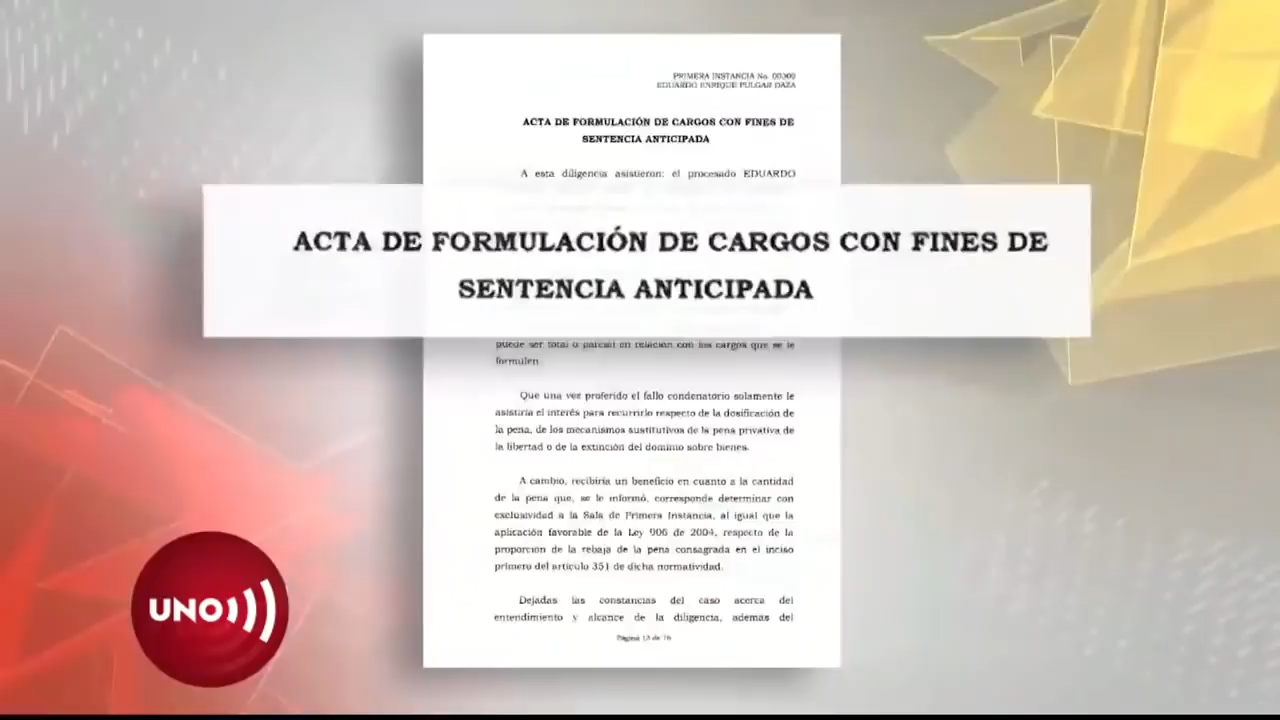 PRIMERA INSTANCIA No. 00300
EDUARDO ENRIQUE PULGAR DAZA
ACTA DE FORMULACIÓN DE CARGOS CON FINES DE
SENTENCIA ANTICIPADA
A esta diligencia asistieron: el procesado EDUARDO
ACTA DE FORMULACIÓN DE CARGOS CON FINES DE
SENTENCIA ANTICIPADA
puede ser total o parcial en relación con los cargos que se le
formulen.
Que una vez proferido el fallo condenatorio solamente le
asistiría el interés para recurrirlo respecto de la dosificación de
la pena, de los mecanismos sustitutivos de la pena privativa de
la libertad o de la extinción del dominio sobre bienes.
A cambio, recibiría un beneficio en cuanto a la cantidad
de la pena que, se le informó, corresponde determinar con
exclusividad a la Sala de Primera Instancia, al igual que la
aplicación favorable de la Ley 906 de 2004, respecto de la
proporción de la rebaja de la pena consagrada en el inciso
primero del artículo 351 de dicha normatividad.
Dejadas las constancias del caso acerca del
entendimiento y alcance de la diligencia, además del
Página 13 de 76
UNO